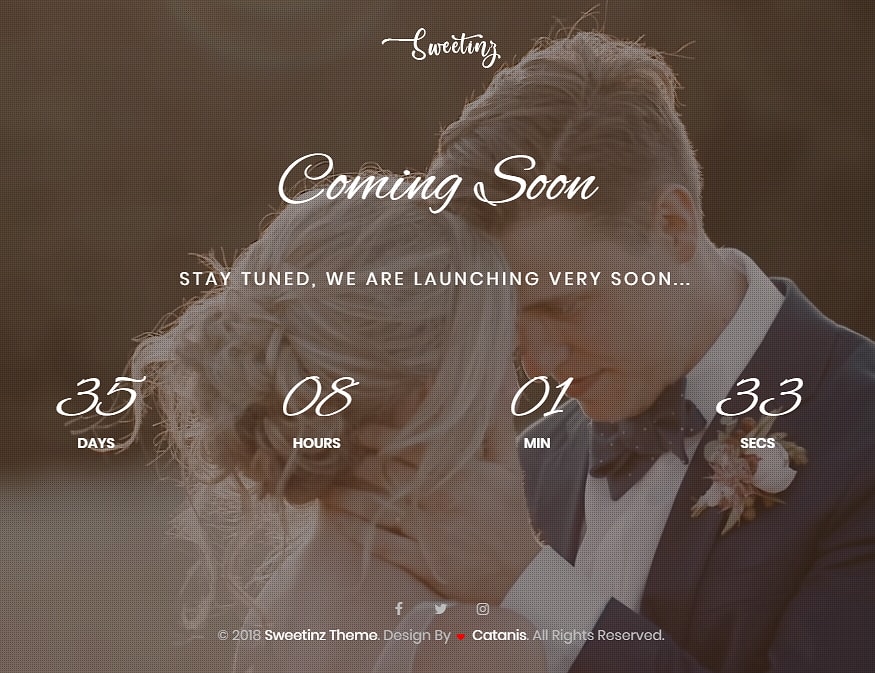 Sweetinz
Coming Soon
STAY TUNED, WE ARE LAUNCHING VERY SOON...
35 08 01 33
DAYS HOURS MIN SECS
© 2018 Sweetinz Theme. Design By ♥ Catanis. All Rights Reserved.